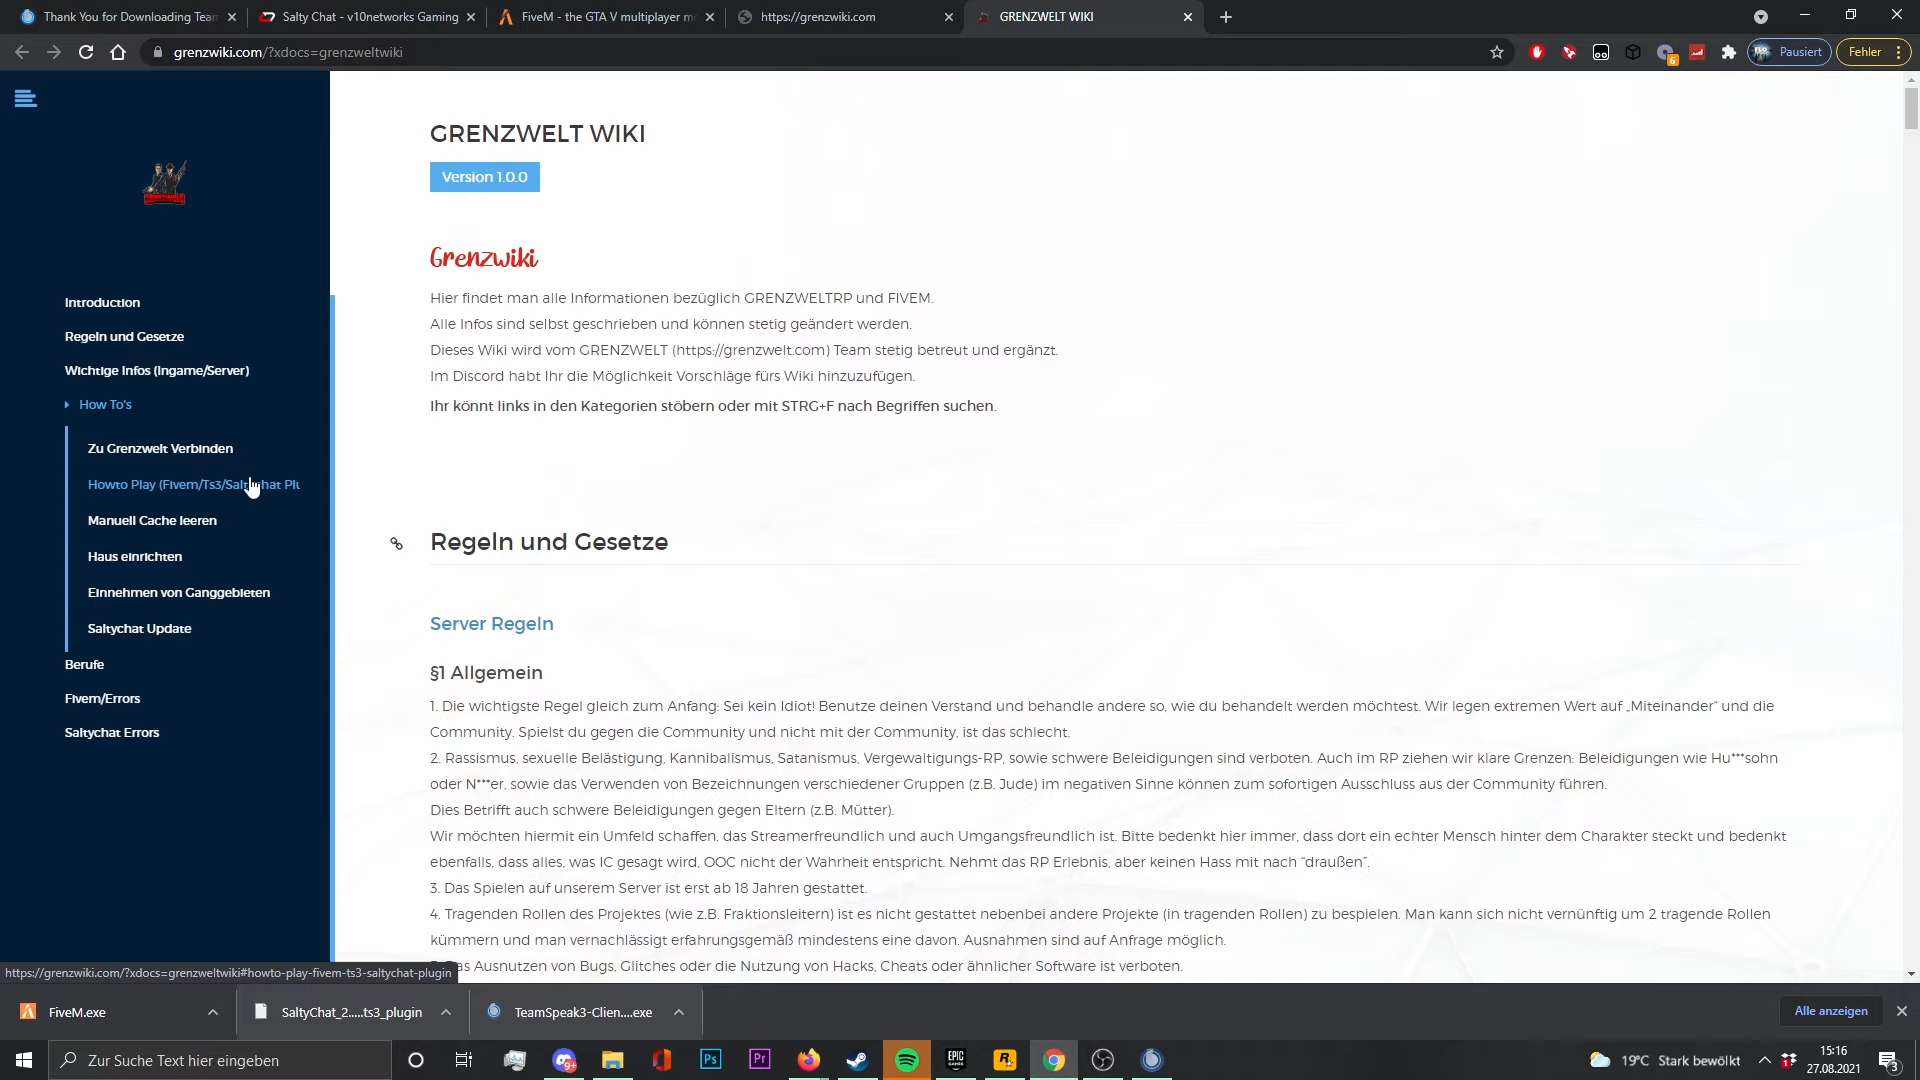 Thank You for Downloading Team
Salty Chat - v10networks Gaming
FiveM - the GTA V multiplayer m
https://grenzwiki.com
GRENZWELT WIKI
grenzwiki.com/?xdocs=grenzweltwiki
6
Pausiert
Fehler
GRENZWELT WIKI
Version 1.0.0
Grenzwiki
Hier findet man alle Informationen bezüglich GRENZWELTRP und FIVEM.
Alle Infos sind selbst geschrieben und können stetig geändert werden.
Dieses Wiki wird vom GRENZWELT (https://grenzwelt.com) Team stetig betreut und ergänzt.
Im Discord habt Ihr die Möglichkeit Vorschläge fürs Wiki hinzuzufügen.
Ihr könnt links in den Kategorien stöbern oder mit STRG+F nach Begriffen suchen.
Introduction
Regeln und Gesetze
Wichtige Infos (Ingame/Server)
How To's
Zu Grenzwelt Verbinden
Howto Play (Fivem/Ts3/Saltychat Plu
Manuell Cache leeren
Haus einrichten
Einnehmen von Ganggebieten
Saltychat Update
Berufe
Fivem/Errors
Saltychat Errors
Regeln und Gesetze
Server Regeln
§1 Allgemein
1. Die wichtigste Regel gleich zum Anfang: Sei kein Idiot! Benutze deinen Verstand und behandle andere so, wie du behandelt werden möchtest. Wir legen extremen Wert auf „Miteinander“ und die
Community. Spielst du gegen die Community und nicht mit der Community, ist das schlecht.
2. Rassismus, sexuelle Belästigung, Kannibalismus, Satanismus, Vergewaltigungs-RP, sowie schwere Beleidigungen sind verboten. Auch im RP ziehen wir klare Grenzen: Beleidigungen wie Hu***sohn
oder N***er, sowie das Verwenden von Bezeichnungen verschiedener Gruppen (z.B. Jude) im negativen Sinne können zum sofortigen Ausschluss aus der Community führen.
Dies Betrifft auch schwere Beleidigungen gegen Eltern (z.B. Mütter).
Wir möchten hiermit ein Umfeld schaffen, das Streamerfreundlich und auch Umgangsfreundlich ist. Bitte bedenkt hier immer, dass dort ein echter Mensch hinter dem Charakter steckt und bedenkt
ebenfalls, dass alles, was IC gesagt wird, OOC nicht der Wahrheit entspricht. Nehmt das RP Erlebnis, aber keinen Hass mit nach “draußen”.
3. Das Spielen auf unserem Server ist erst ab 18 Jahren gestattet.
4. Tragenden Rollen des Projektes (wie z.B. Fraktionsleitern) ist es nicht gestattet nebenbei andere Projekte (in tragenden Rollen) zu bespielen. Man kann sich nicht vernünftig um 2 tragende Rollen
kümmern und man vernachlässigt erfahrungsgemäß mindestens eine davon. Ausnahmen sind auf Anfrage möglich.
as Ausnutzen von Bugs, Glitches oder die Nutzung von Hacks, Cheats oder ähnlicher Software ist verboten.
https://grenzwiki.com/?xdocs=grenzweltwiki#howto-play-fivem-ts3-saltychat-plugin
FiveM.exe
SaltyChat_2.....ts3_plugin
TeamSpeak3-Clien....exe
Alle anzeigen
Zur Suche Text hier eingeben
9+
Ps
Pr
EPIC GAMES
R
19°C Stark bewölkt
1
15:16
27.08.2021
3